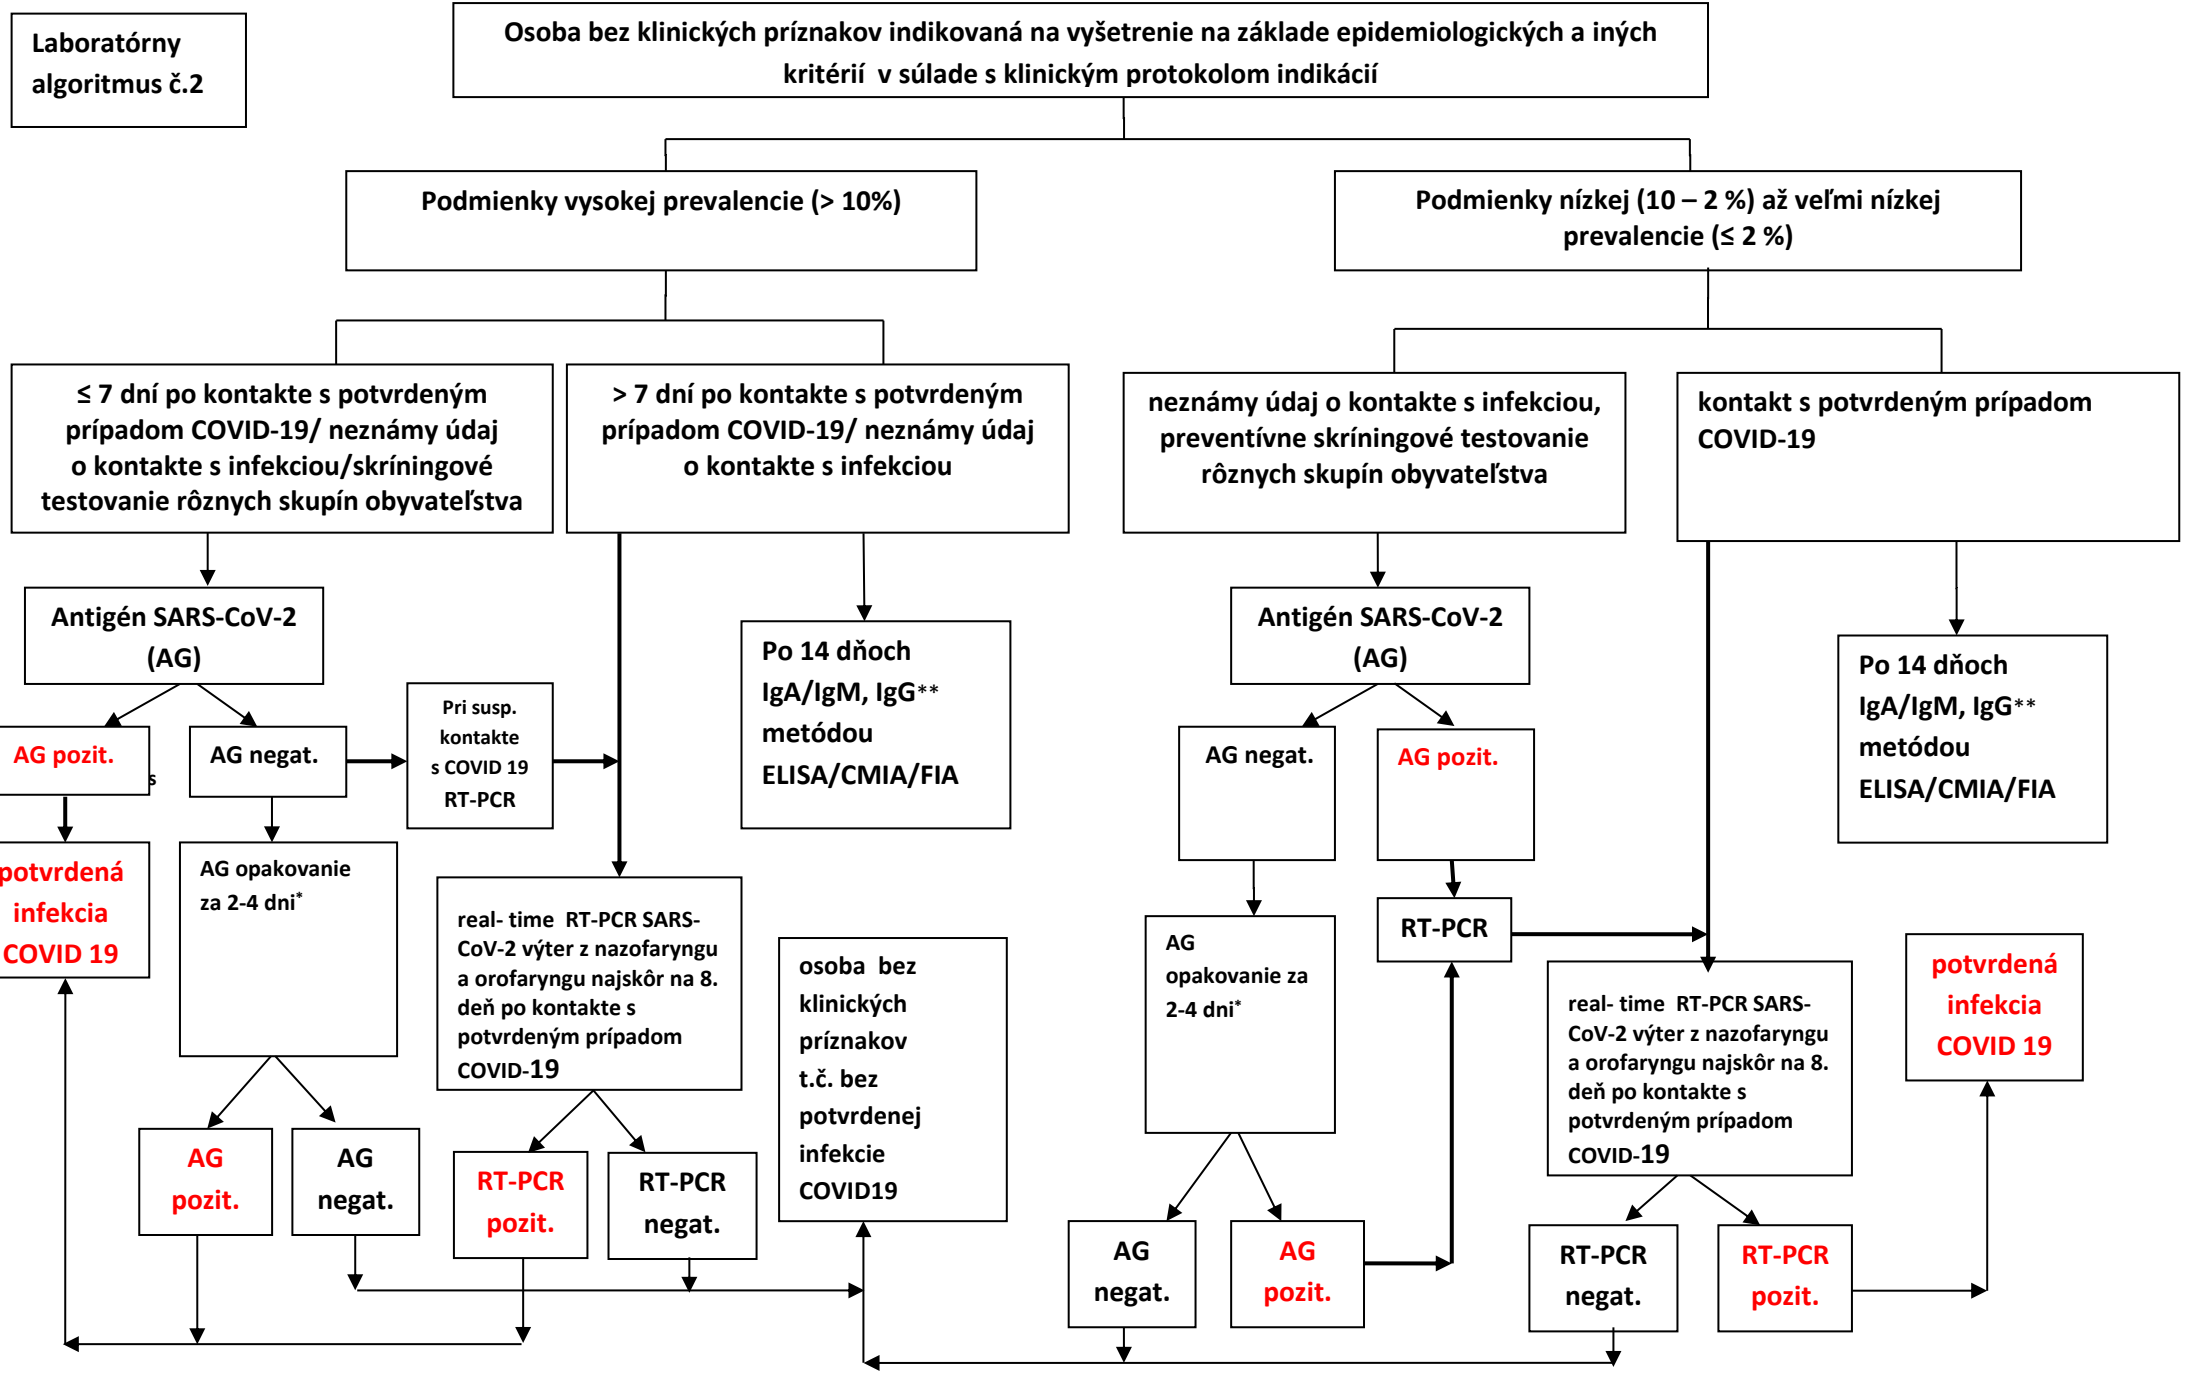 Laboratórny
algoritmus č.2
Osoba bez klinických príznakov indikovaná na vyšetrenie na základe epidemiologických a iných
kritérií v súlade s klinickým protokolom indikácií
Podmienky vysokej prevalencie (> 10%)
Podmienky nízkej (10 – 2 %) až veľmi nízkej
prevalencie (≤ 2 %)
≤ 7 dní po kontakte s potvrdeným
prípadom COVID-19/ neznámy údaj
o kontakte s infekciou/skríningové
testovanie rôznych skupín obyvateľstva
> 7 dní po kontakte s potvrdeným
prípadom COVID-19/ neznámy údaj
o kontakte s infekciou
neznámy údaj o kontakte s infekciou,
preventívne skríningové testovanie
rôznych skupín obyvateľstva
kontakt s potvrdeným prípadom
COVID-19
Antigén SARS-CoV-2
(AG)
Po 14 dňoch
IgA/IgM, IgG**
metódou
ELISA/CMIA/FIA
Antigén SARS-CoV-2
(AG)
Po 14 dňoch
IgA/IgM, IgG**
metódou
ELISA/CMIA/FIA
AG pozit.
s
AG negat.
Pri susp.
kontakte
s COVID 19
RT-PCR
AG negat.
AG pozit.
potvrdená
infekcia
COVID 19
AG opakovanie
za 2-4 dni*
real- time RT-PCR SARS-
CoV-2 výter z nazofaryngu
a orofaryngu najskôr na 8.
deň po kontakte s
potvrdeným prípadom
COVID-19
osoba bez
klinických
príznakov
t.č. bez
potvrdenej
infekcie
COVID19
AG
opakovanie za
2-4 dni*
RT-PCR
real- time RT-PCR SARS-
CoV-2 výter z nazofaryngu
a orofaryngu najskôr na 8.
deň po kontakte s
potvrdeným prípadom
COVID-19
potvrdená
infekcia
COVID 19
AG
pozit.
AG
negat.
RT-PCR
pozit.
RT-PCR
negat.
AG
negat.
AG
pozit.
RT-PCR
negat.
RT-PCR
pozit.